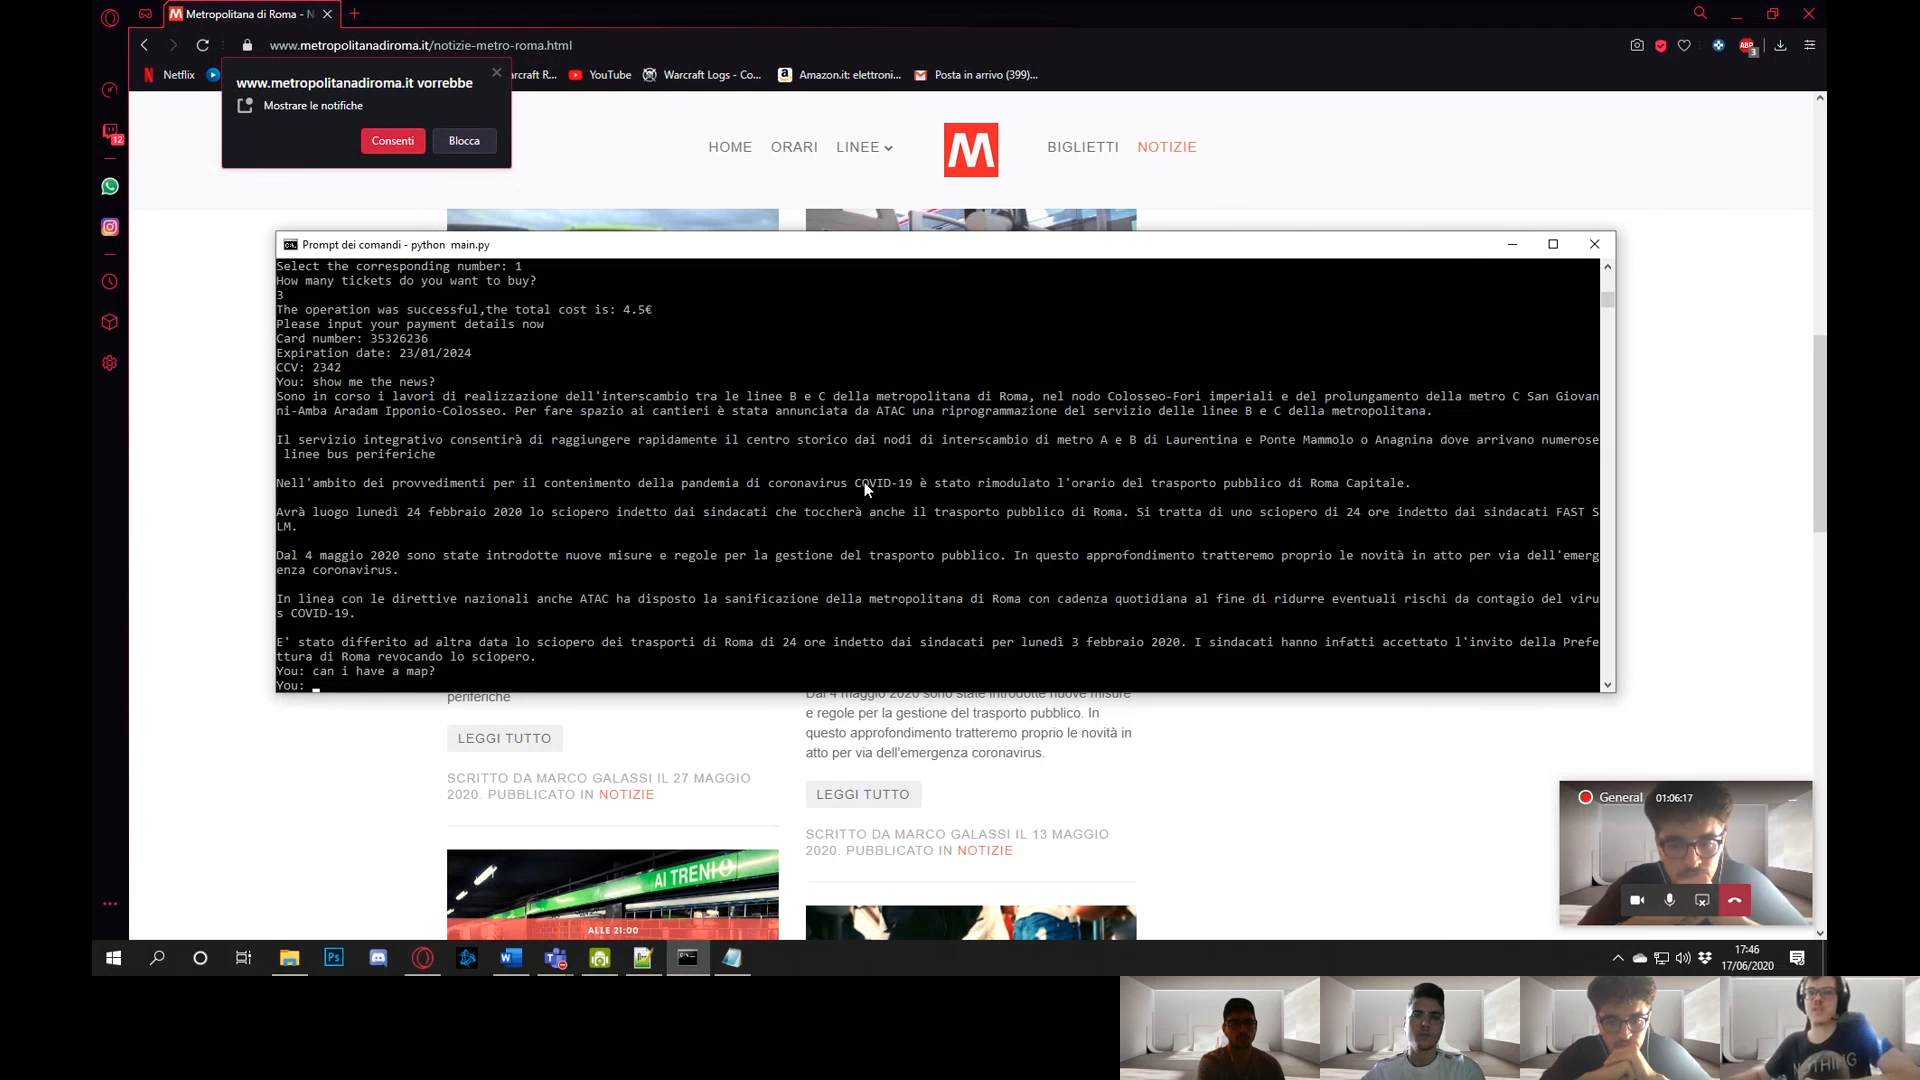 Metropolitana di Roma - N
www.metropolitanadiroma.it/notizie-metro-roma.html
Netflix
arcraft R...
YouTube
Warcraft Logs - Co...
Amazon.it: elettroni...
Posta in arrivo (399)...
ABP
3
12
www.metropolitanadiroma.it vorrebbe
Mostrare le notifiche
Consenti
Blocca
HOME
ORARI
LINEE
M
BIGLIETTI
NOTIZIE
Prompt dei comandi - python main.py
Select the corresponding number: 1
How many tickets do you want to buy?
3
The operation was successful,the total cost is: 4.5€
Please input your payment details now
Card number: 35326236
Expiration date: 23/01/2024
CCV: 2342
You: show me the news?
Sono in corso i lavori di realizzazione dell'interscambio tra le linee B e C della metropolitana di Roma, nel nodo Colosseo-Fori imperiali e del prolungamento della metro C San Giovan
ni-Amba Aradam Ipponio-Colosseo. Per fare spazio ai cantieri è stata annunciata da ATAC una riprogrammazione del servizio delle linee B e C della metropolitana.
Il servizio integrativo consentirà di raggiungere rapidamente il centro storico dai nodi di interscambio di metro A e B di Laurentina e Ponte Mammolo o Anagnina dove arrivano numerose
linee bus periferiche
Nell'ambito dei provvedimenti per il contenimento della pandemia di coronavirus COVID-19 è stato rimodulato l'orario del trasporto pubblico di Roma Capitale.
Avrà luogo lunedì 24 febbraio 2020 lo sciopero indetto dai sindacati che toccherà anche il trasporto pubblico di Roma. Si tratta di uno sciopero di 24 ore indetto dai sindacati FAST S
LM.
Dal 4 maggio 2020 sono state introdotte nuove misure e regole per la gestione del trasporto pubblico. In questo approfondimento tratteremo proprio le novità in atto per via dell'emerg
enza coronavirus.
In linea con le direttive nazionali anche ATAC ha disposto la sanificazione della metropolitana di Roma con cadenza quotidiana al fine di ridurre eventuali rischi da contagio del viru
s COVID-19.
E' stato differito ad altra data lo sciopero dei trasporti di Roma di 24 ore indetto dai sindacati per lunedì 3 febbraio 2020. I sindacati hanno infatti accettato l'invito della Prefe
ttura di Roma revocando lo sciopero.
You: can i have a map?
You:
periferiche
LEGGI TUTTO
SCRITTO DA MARCO GALASSI IL 27 MAGGIO
2020. PUBBLICATO IN NOTIZIE
Dal 4 maggio 2020 sono state introdotte nuove misure
e regole per la gestione del trasporto pubblico. In
questo approfondimento tratteremo proprio le novità in
atto per via dell'emergenza coronavirus.
LEGGI TUTTO
SCRITTO DA MARCO GALASSI IL 13 MAGGIO
2020. PUBBLICATO IN NOTIZIE
AI TRENI
ALLE 21:00
General 01:06:17
Ps
17:46
17/06/2020
NOTHING